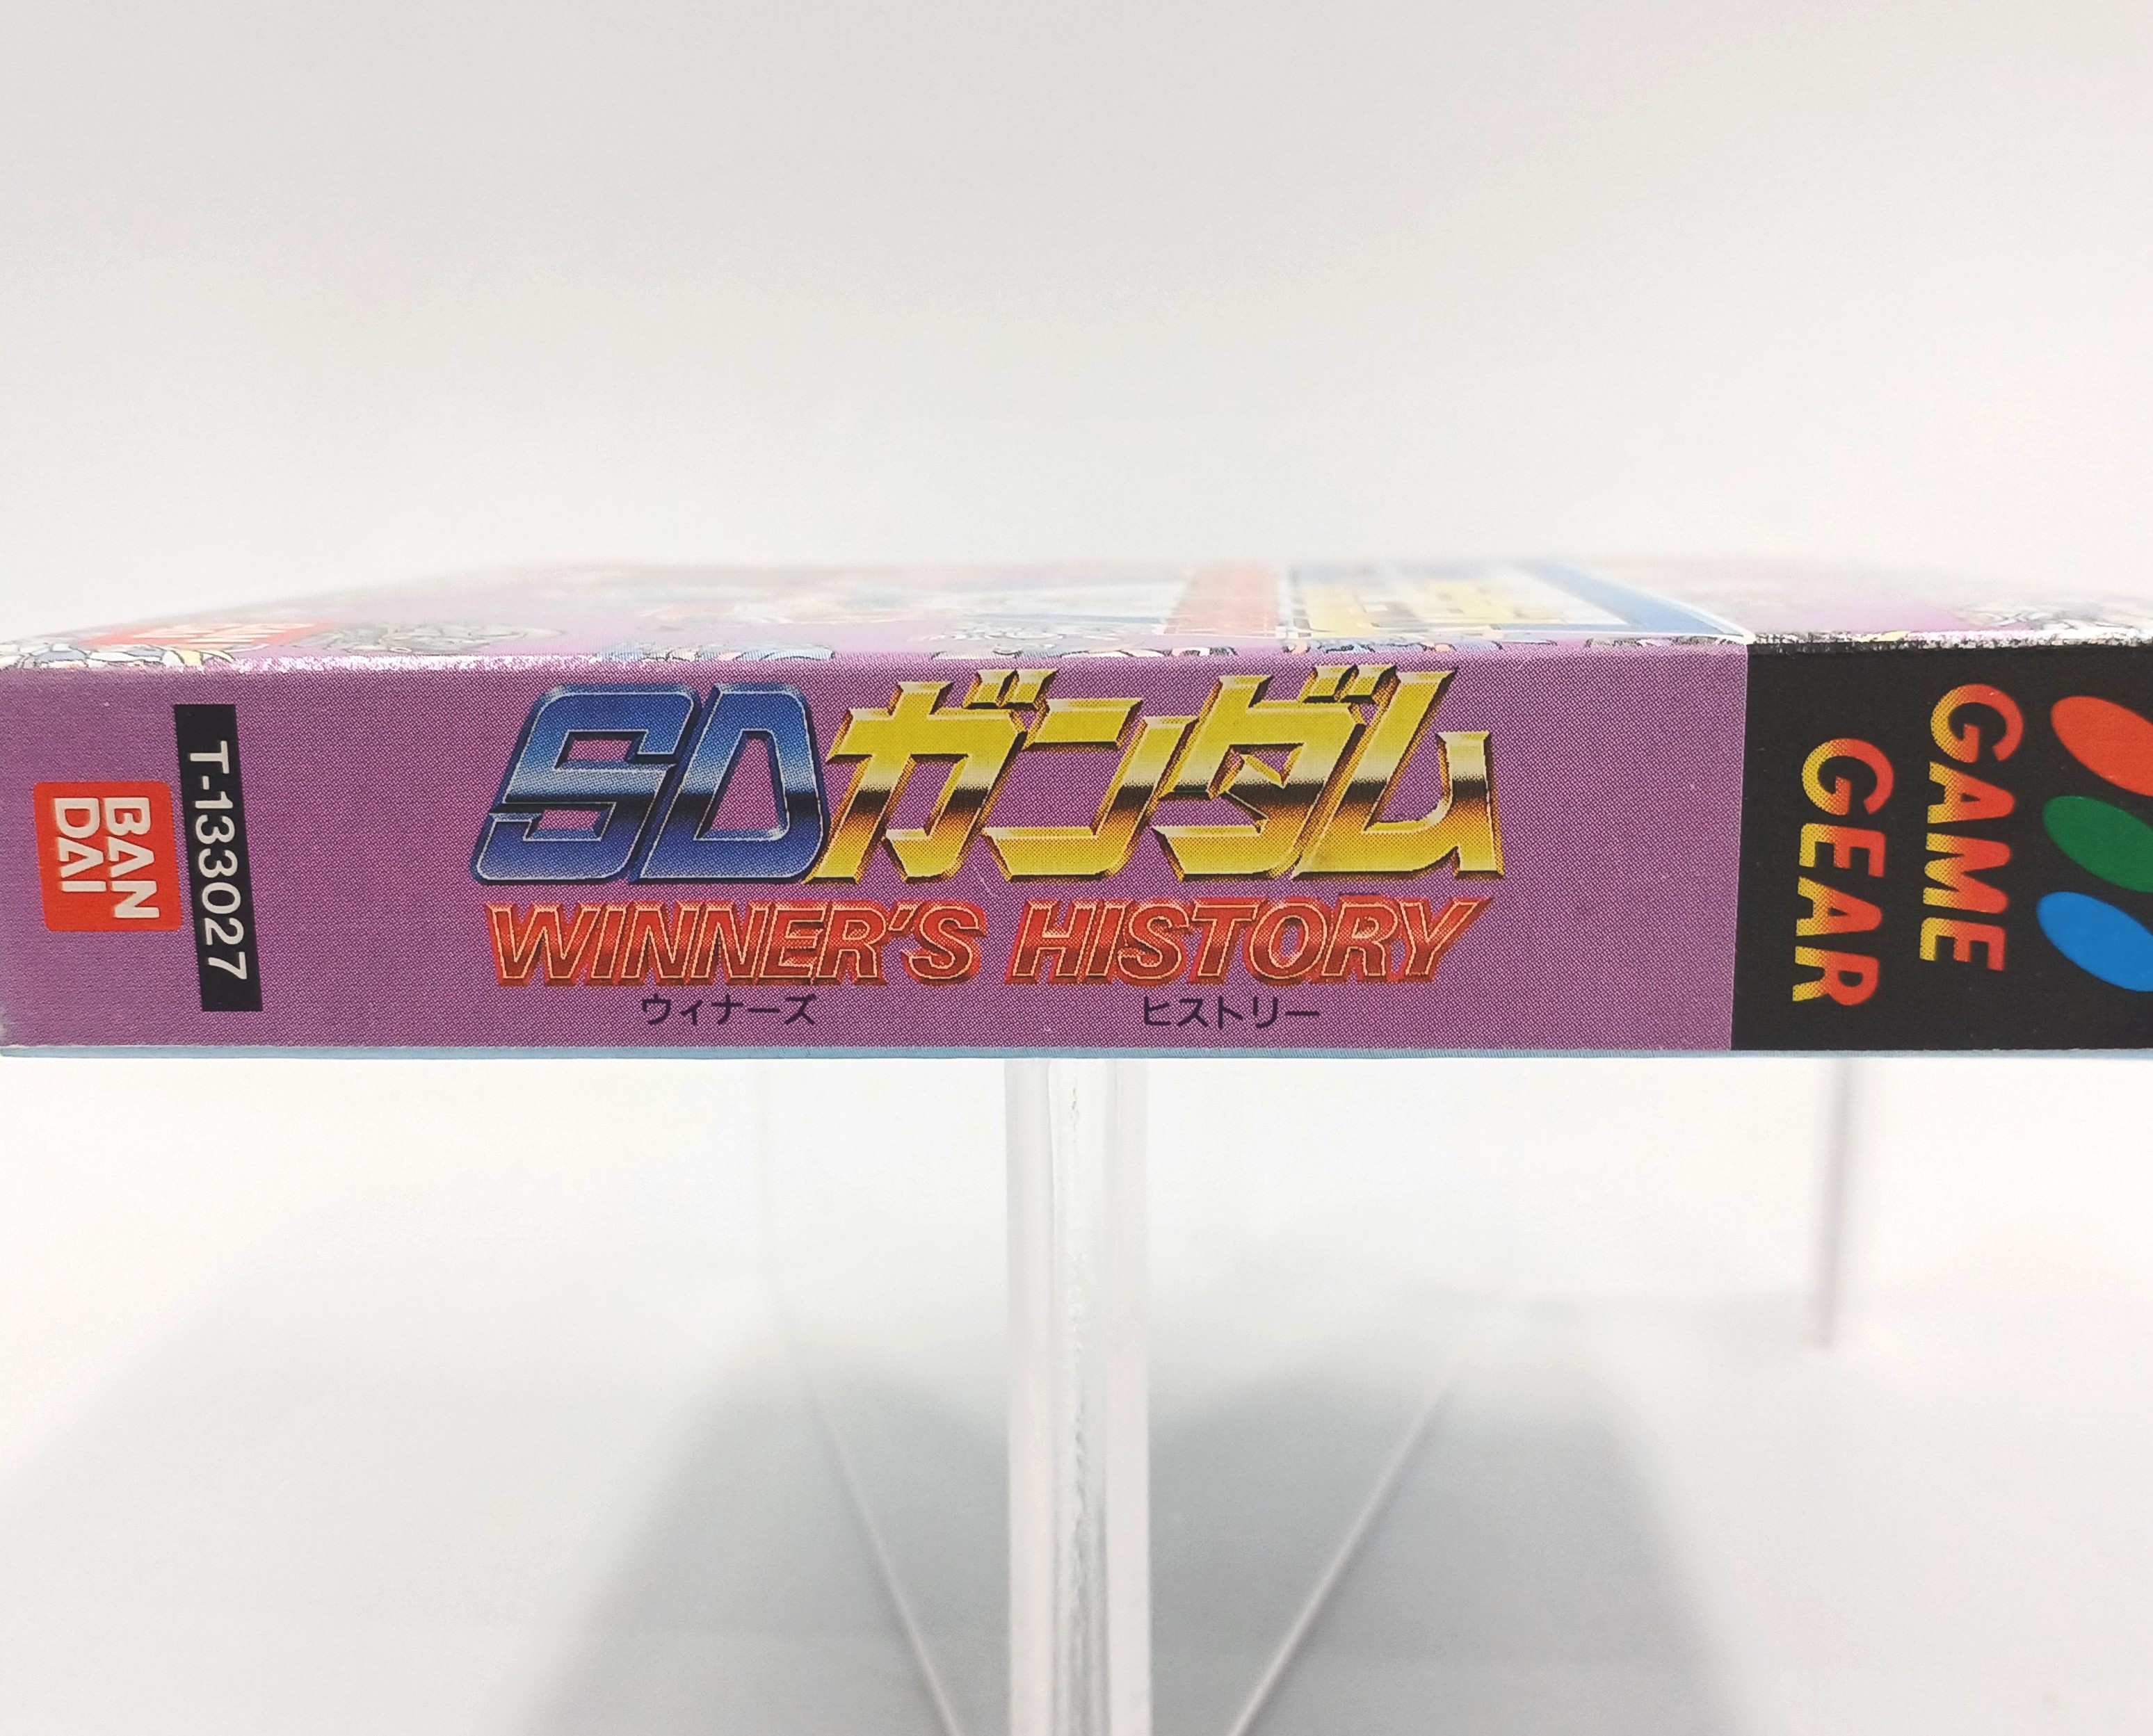 SDガンダム
WINNER'S HISTORY
ウィナーズ ヒストリー
T-133027
BAN
DAI
GAME
GEAR